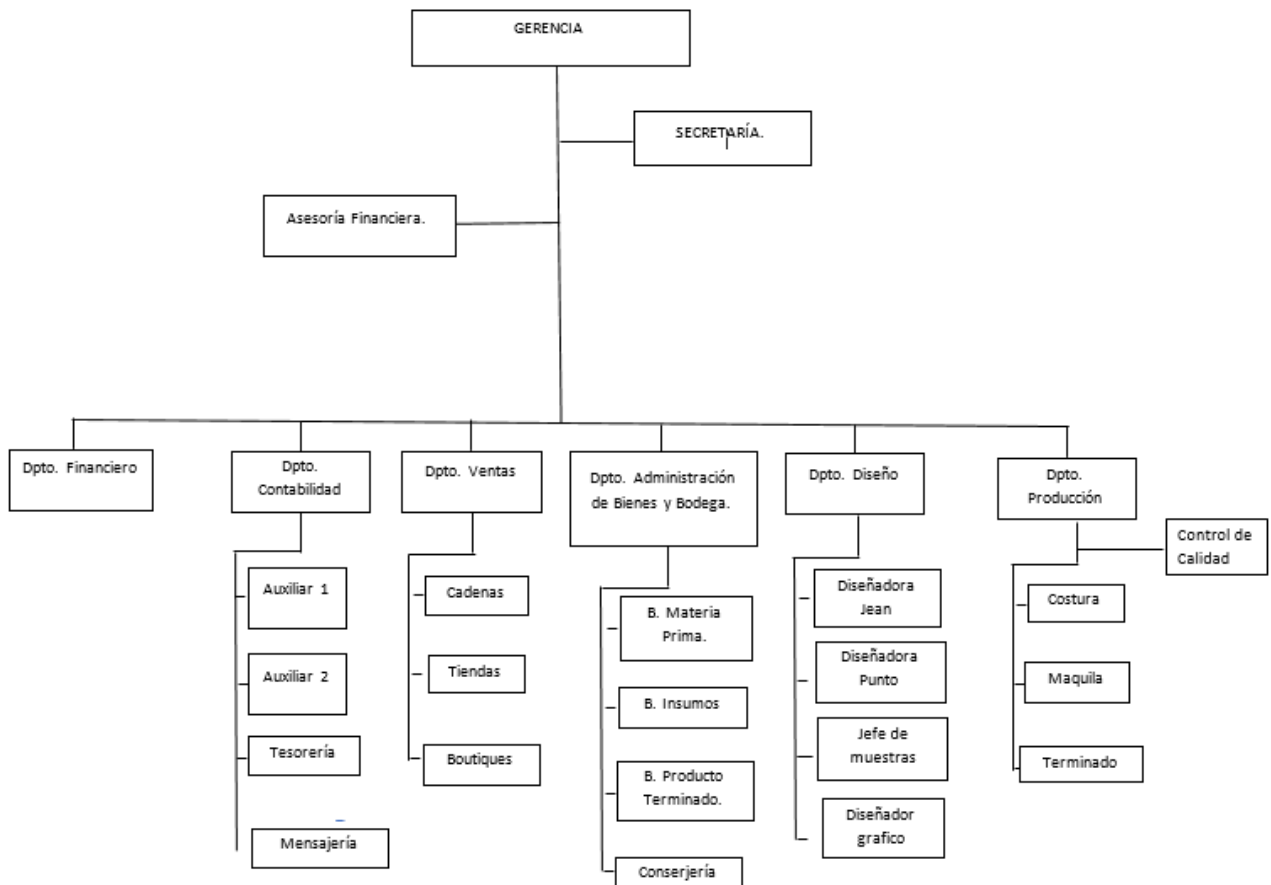 GERENCIA
SECRETARÍA.
Asesoría Financiera.
Dpto. Financiero
Dpto.
Contabilidad
Dpto. Ventas
Dpto. Administración
de Bienes y Bodega.
Dpto. Diseño
Dpto.
Producción
Control de
Calidad
Auxiliar 1
Auxiliar 2
Tesorería
Mensajería
Cadenas
Tiendas
Boutiques
B. Materia
Prima.
B. Insumos
B. Producto
Terminado.
Conserjería
Diseñadora
Jean
Diseñadora
Punto
Jefe de
muestras
Diseñador
grafico
Costura
Maquila
Terminado